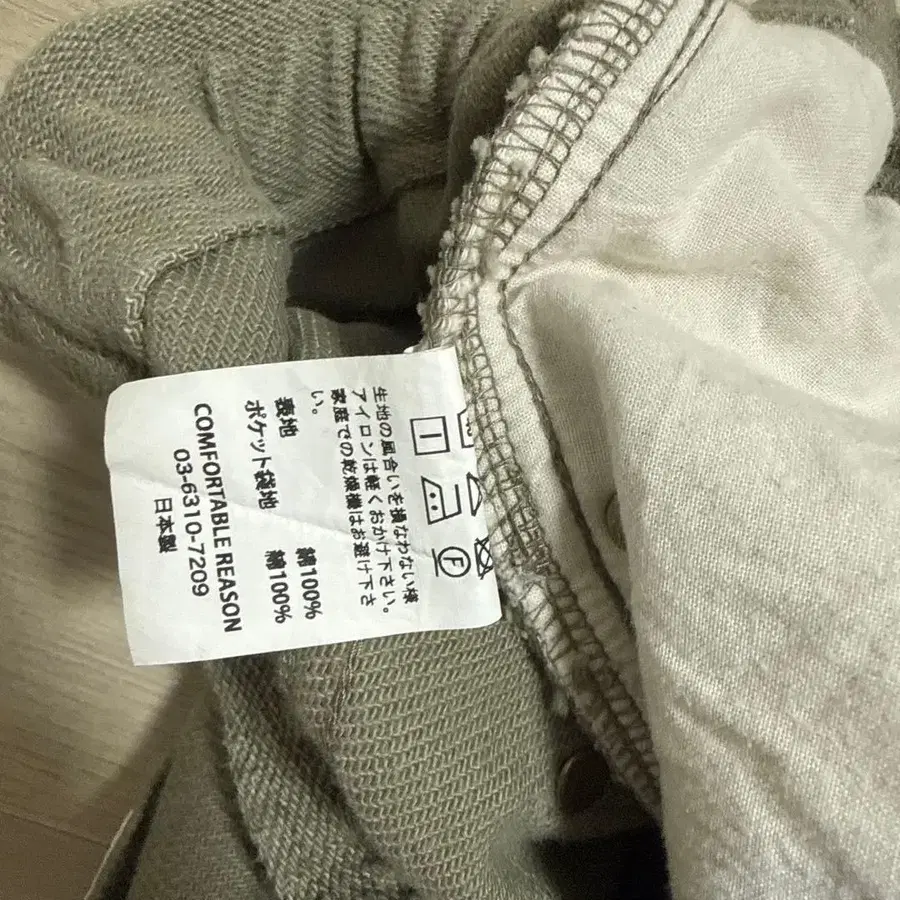 生地の風合いを損なわない様
アイロンは軽くおかけ下さい。
家庭での乾燥機はお避け下さ
い。
表地 綿100%
ポケット袋地 綿100%
COMFORTABLE REASON
03-6310-7209
日本製